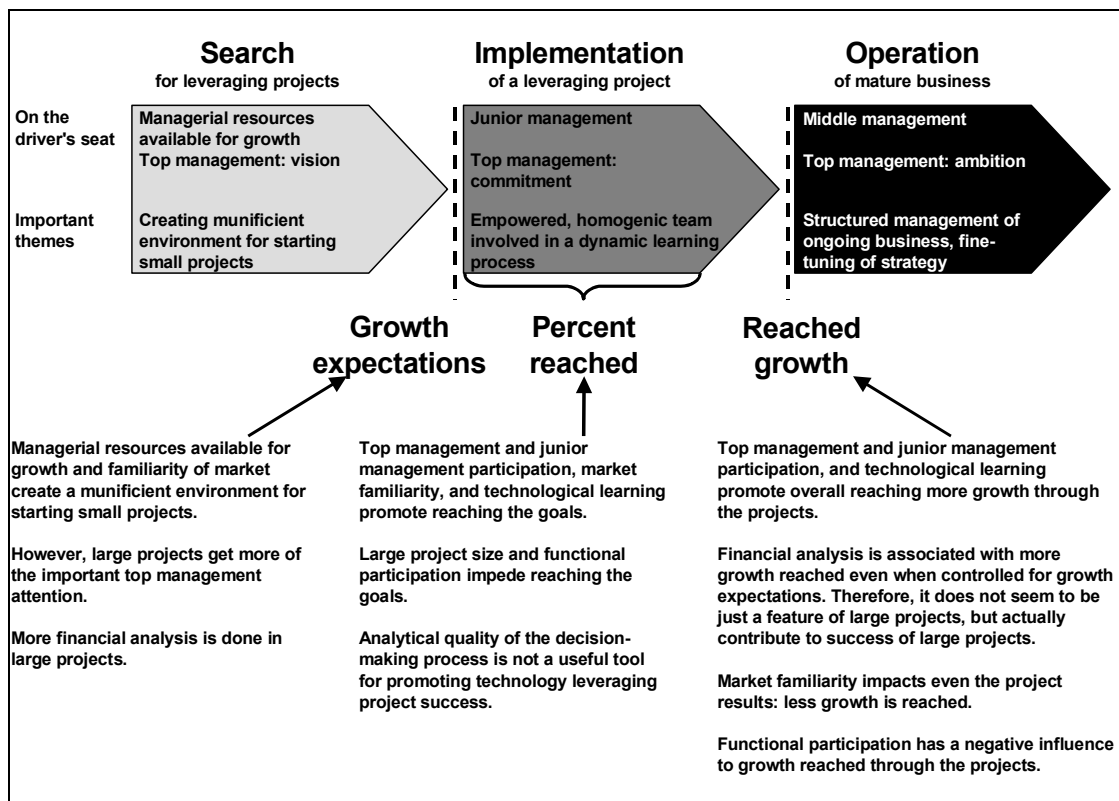 Search
for leveraging projects
Implementation
of a leveraging project
Operation
of mature business
On the
driver's seat
Managerial resources
available for growth
Top management: vision
Junior management
Top management:
commitment
Middle management
Top management: ambition
Important
themes
Creating munificient
environment for starting
small projects
Empowered, homogenic team
involved in a dynamic learning
process
Structured management of
ongoing business, fine-
tuning of strategy
Growth
expectations
Percent
reached
Reached
growth
Managerial resources available for
growth and familiarity of market
create a munificient environment for
starting small projects.
However, large projects get more of
the important top management
attention.
More financial analysis is done in
large projects.
Top management and junior
management participation, market
familiarity, and technological learning
promote reaching the goals.
Large project size and functional
participation impede reaching the
goals.
Analytical quality of the decision-
making process is not a useful tool
for promoting technology leveraging
project success.
Top management and junior management
participation, and technological learning
promote overall reaching more growth through
the projects.
Financial analysis is associated with more
growth reached even when controlled for growth
expectations. Therefore, it does not seem to be
just a feature of large projects, but actually
contribute to success of large projects.
Market familiarity impacts even the project
results: less growth is reached.
Functional participation has a negative influence
to growth reached through the projects.